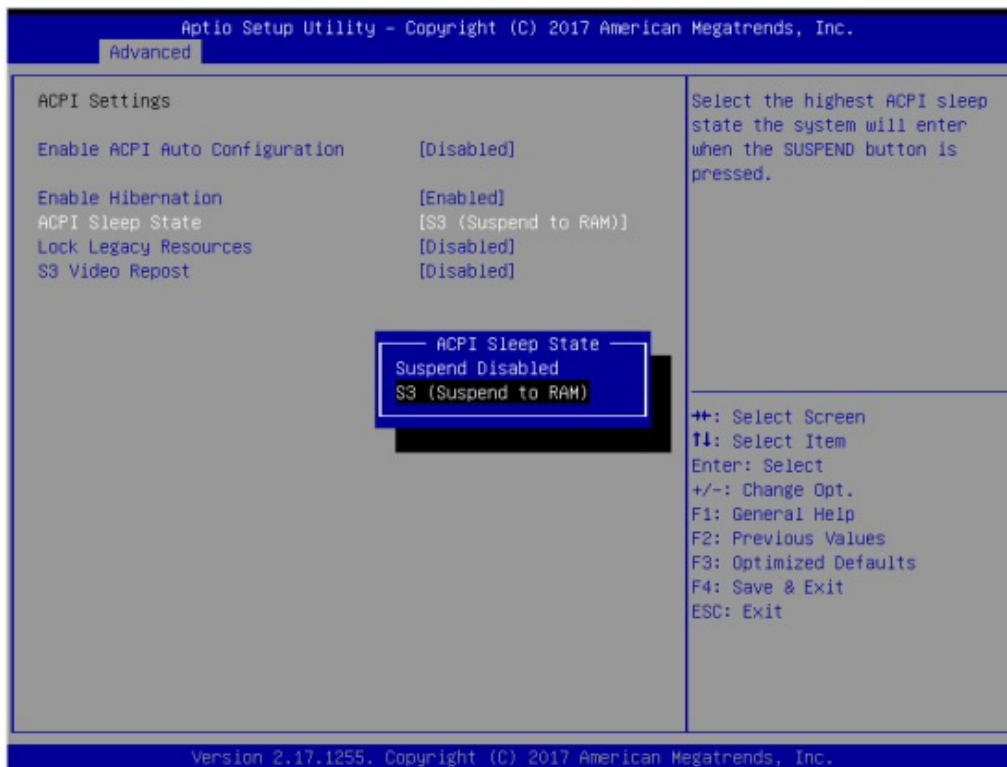 Aptio Setup Utility – Copyright (C) 2017 American Megatrends, Inc.
Advanced
ACPI Settings
Enable ACPI Auto Configuration [Disabled]
Enable Hibernation [Enabled]
ACPI Sleep State [S3 (Suspend to RAM)]
Lock Legacy Resources [Disabled]
S3 Video Repost [Disabled]
ACPI Sleep State
Suspend Disabled
S3 (Suspend to RAM)
Select the highest ACPI sleep
state the system will enter
when the SUSPEND button is
pressed.
→←: Select Screen
↑↓: Select Item
Enter: Select
+/-: Change Opt.
F1: General Help
F2: Previous Values
F3: Optimized Defaults
F4: Save & Exit
ESC: Exit
Version 2.17.1255. Copyright (C) 2017 American Megatrends, Inc.